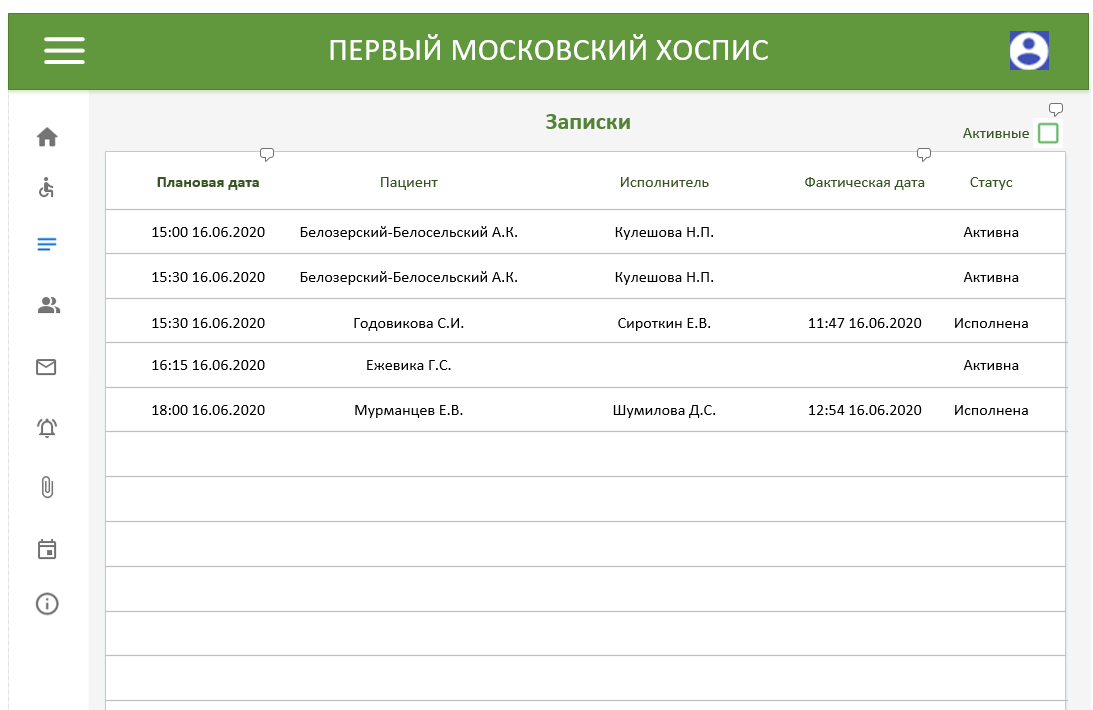 ПЕРВЫЙ МОСКОВСКИЙ ХОСПИС
Записки
Активные
Плановая дата Пациент Исполнитель Фактическая дата Статус
15:00 16.06.2020 Белозерский-Белосельский А.К. Кулешова Н.П. Активна
15:30 16.06.2020 Белозерский-Белосельский А.К. Кулешова Н.П. Активна
15:30 16.06.2020 Годовикова С.И. Сироткин Е.В. 11:47 16.06.2020 Исполнена
16:15 16.06.2020 Ежевика Г.С. Активна
18:00 16.06.2020 Мурманцев Е.В. Шумилова Д.С. 12:54 16.06.2020 Исполнена